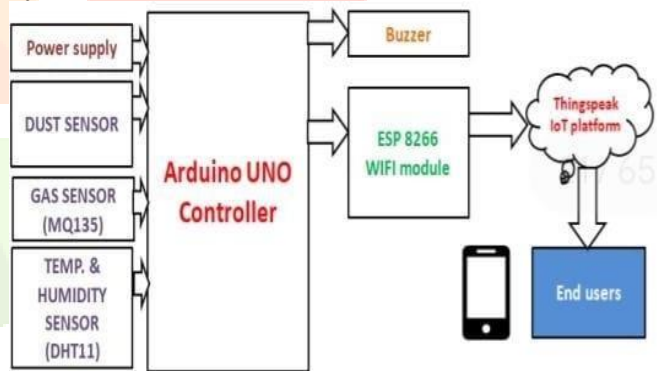 Power supply
DUST SENSOR
GAS SENSOR
(MQ135)
TEMP. &
HUMIDITY
SENSOR
(DHT11)
Arduino UNO
Controller
Buzzer
ESP 8266
WIFI module
Thingspeak
IoT platform
End users